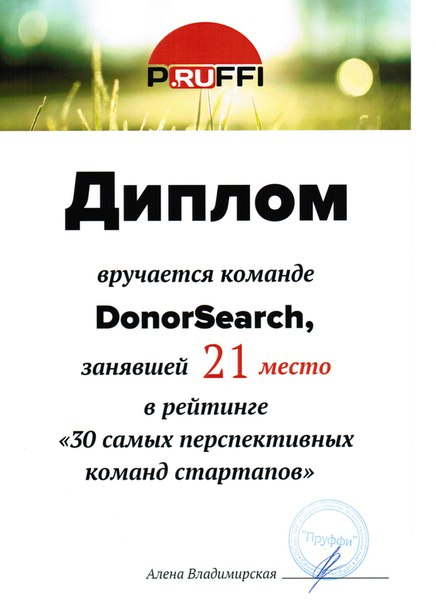 P.RUFFI
Диплом
вручается команде
DonorSearch,
занявшей 21 место
в рейтинге
«30 самых перспективных
команд стартапов»
"Пруффи"
Алена Владимирская